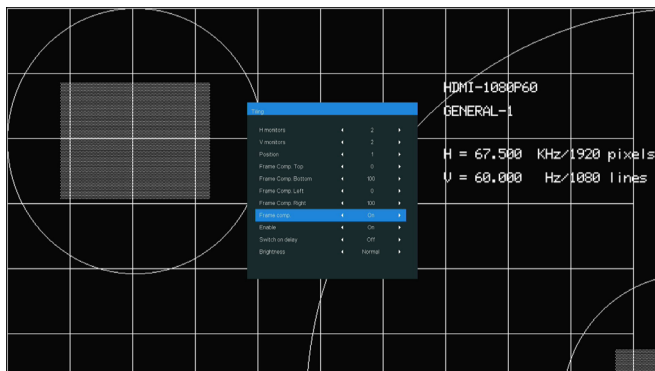 HDMI-1080P60
GENERAL-1
H = 67.500 KHz/1920 pixels
V = 60.000 Hz/1080 lines
Tiling
H monitors 2
V monitors 2
Position 1
Frame Comp. Top 0
Frame Comp. Bottom 100
Frame Comp. Left 0
Frame Comp. Right 100
Frame comp. On
Enable On
Switch on delay Off
Brightness Normal